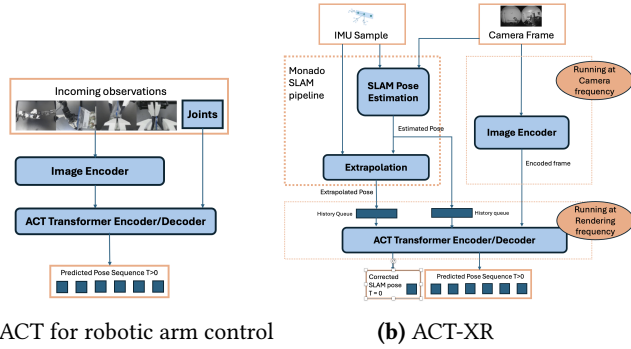 Incoming observations
Joints
Image Encoder
ACT Transformer Encoder/Decoder
Predicted Pose Sequence T>0
ACT for robotic arm control
IMU Sample
Camera Frame
Monado
SLAM
pipeline
SLAM Pose
Estimation
Running at
Camera
frequency
Image Encoder
Estimated Pose
Extrapolation
Encoded frame
Extrapolated Pose
History Queue
History queue
Running at
Rendering
frequency
ACT Transformer Encoder/Decoder
Corrected
SLAM pose
T = 0
Predicted Pose Sequence T>0
(b) ACT-XR